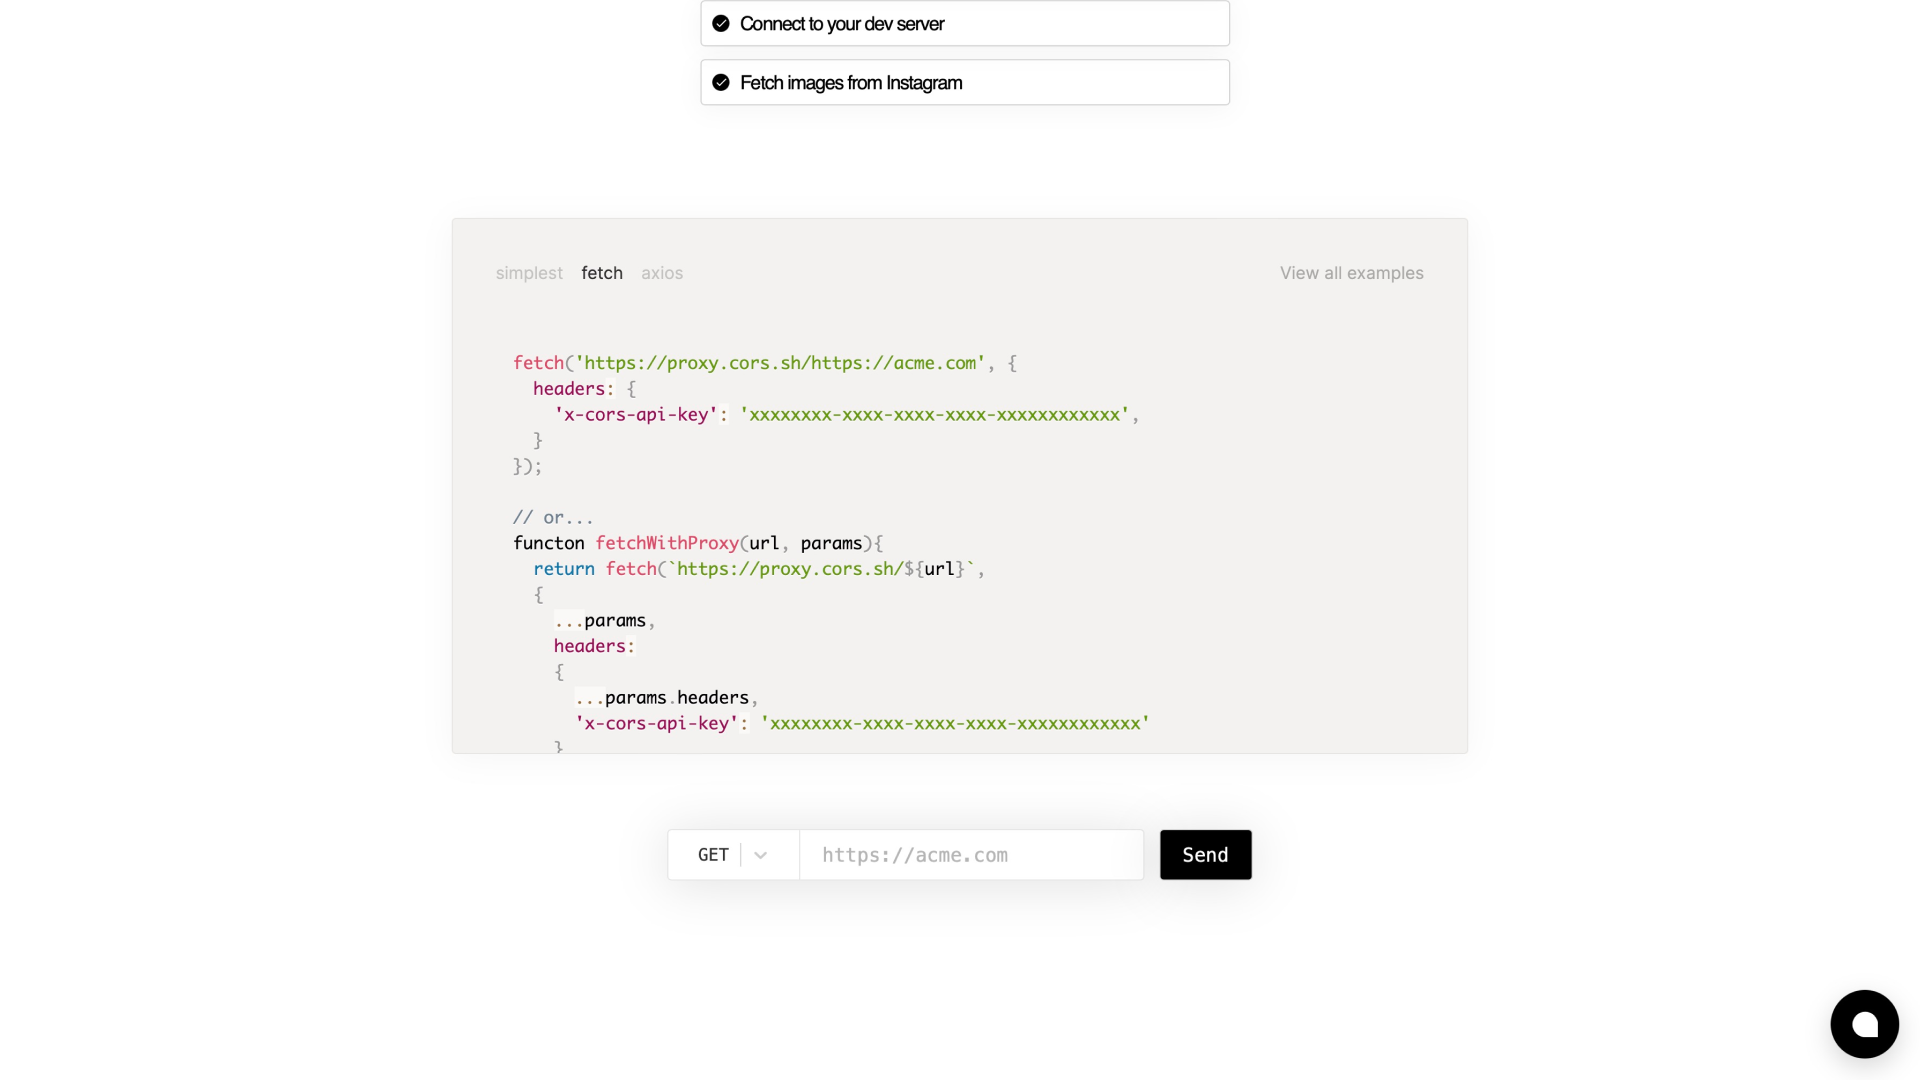 Connect to your dev server
Fetch images from Instagram
simplest fetch axios View all examples
fetch('https://proxy.cors.sh/https://acme.com', {
  headers: {
    'x-cors-api-key': 'xxxxxxxx-xxxx-xxxx-xxxx-xxxxxxxxxxxx',
  }
});
// or...
functon fetchWithProxy(url, params){
  return fetch(`https://proxy.cors.sh/${url}`,
  {
    ...params,
    headers:
    {
      ...params.headers,
      'x-cors-api-key': 'xxxxxxxx-xxxx-xxxx-xxxx-xxxxxxxxxxxx'
    }
GET https://acme.com Send